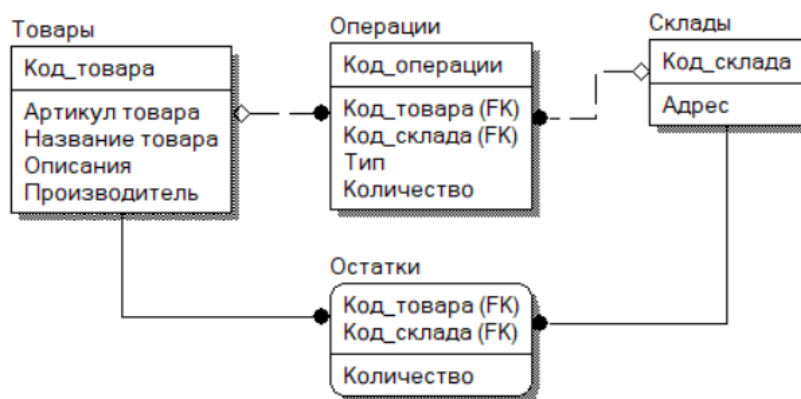 Товары
Код_товара
Артикул товара
Название товара
Описания
Производитель
Операции
Код_операции
Код_товара (FK)
Код_склада (FK)
Тип
Количество
Склады
Код_склада
Адрес
Остатки
Код_товара (FK)
Код_склада (FK)
Количество